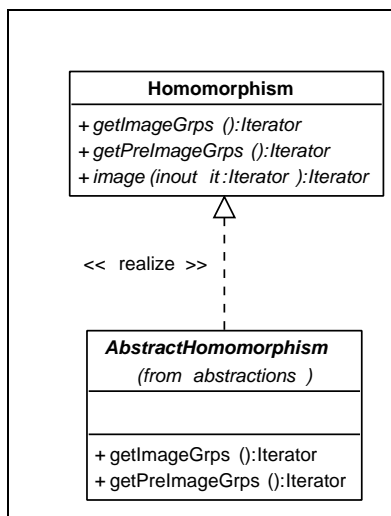 Homomorphism
+ getImageGrps ():Iterator
+ getPreImageGrps ():Iterator
+ image (inout it:Iterator ):Iterator
<< realize >>
AbstractHomomorphism
(from abstractions )
+ getImageGrps ():Iterator
+ getPreImageGrps ():Iterator